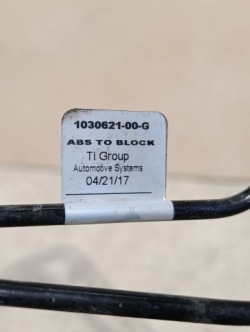 1030621-00-G
ABS TO BLOCK
TI Group
Automotive Systems
04/21/17